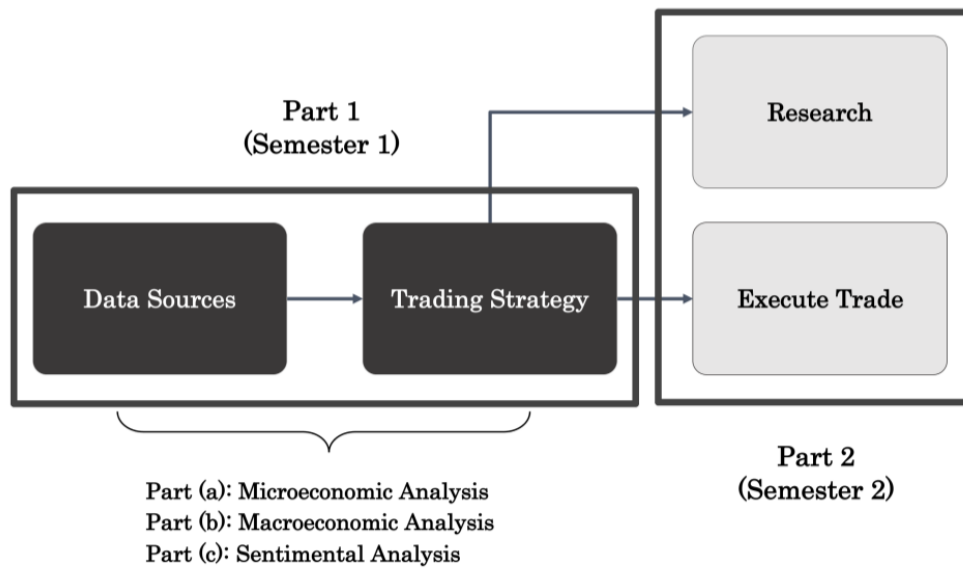 Part 1
(Semester 1)
Research
Data Sources
Trading Strategy
Execute Trade
Part 2
(Semester 2)
Part (a): Microeconomic Analysis
Part (b): Macroeconomic Analysis
Part (c): Sentimental Analysis